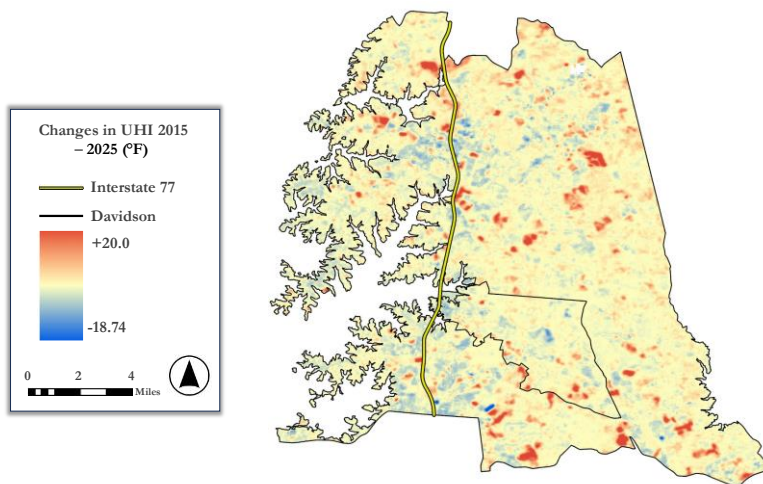 Changes in UHI 2015
– 2025 (°F)
Interstate 77
Davidson
+20.0
-18.74
0 2 4
Miles